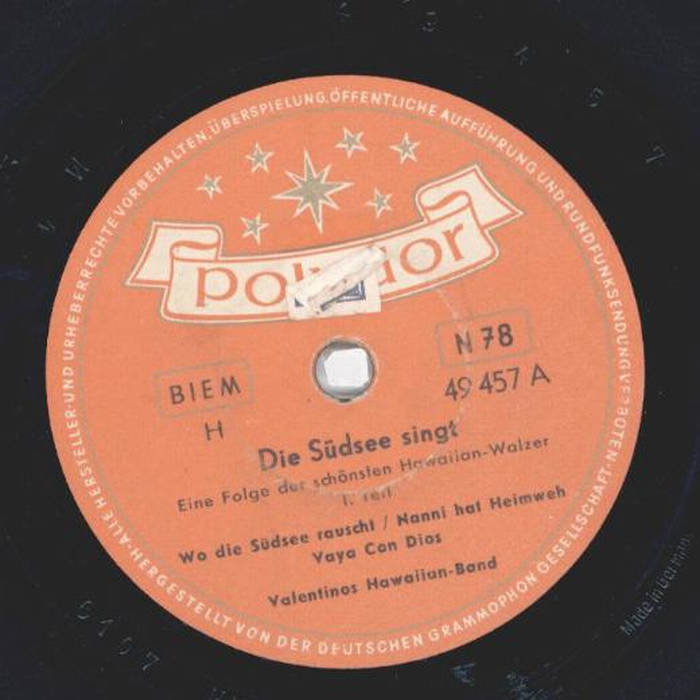 ALLE HERSTELLER-UND URHEBERRECHTE VORBEHALTEN. ÜBERSPIELUNG, ÖFFENTLICHE AUFFÜHRUNG UND RUNDFUNKSENDUNG VERBOTEN.
HERGESTELLT VON DER DEUTSCHEN GRAMMOPHON GESELLSCHAFT.
polydor
BIEM
H
N 78
49 457 A
Die Südsee singt
Eine Folge der schönsten Hawaiian-Walzer
1. Teil
Wo die Südsee rauscht / Nanni hat Heimweh
Vaya Con Dios
Valentinos Hawaiian-Band
Made in Germany